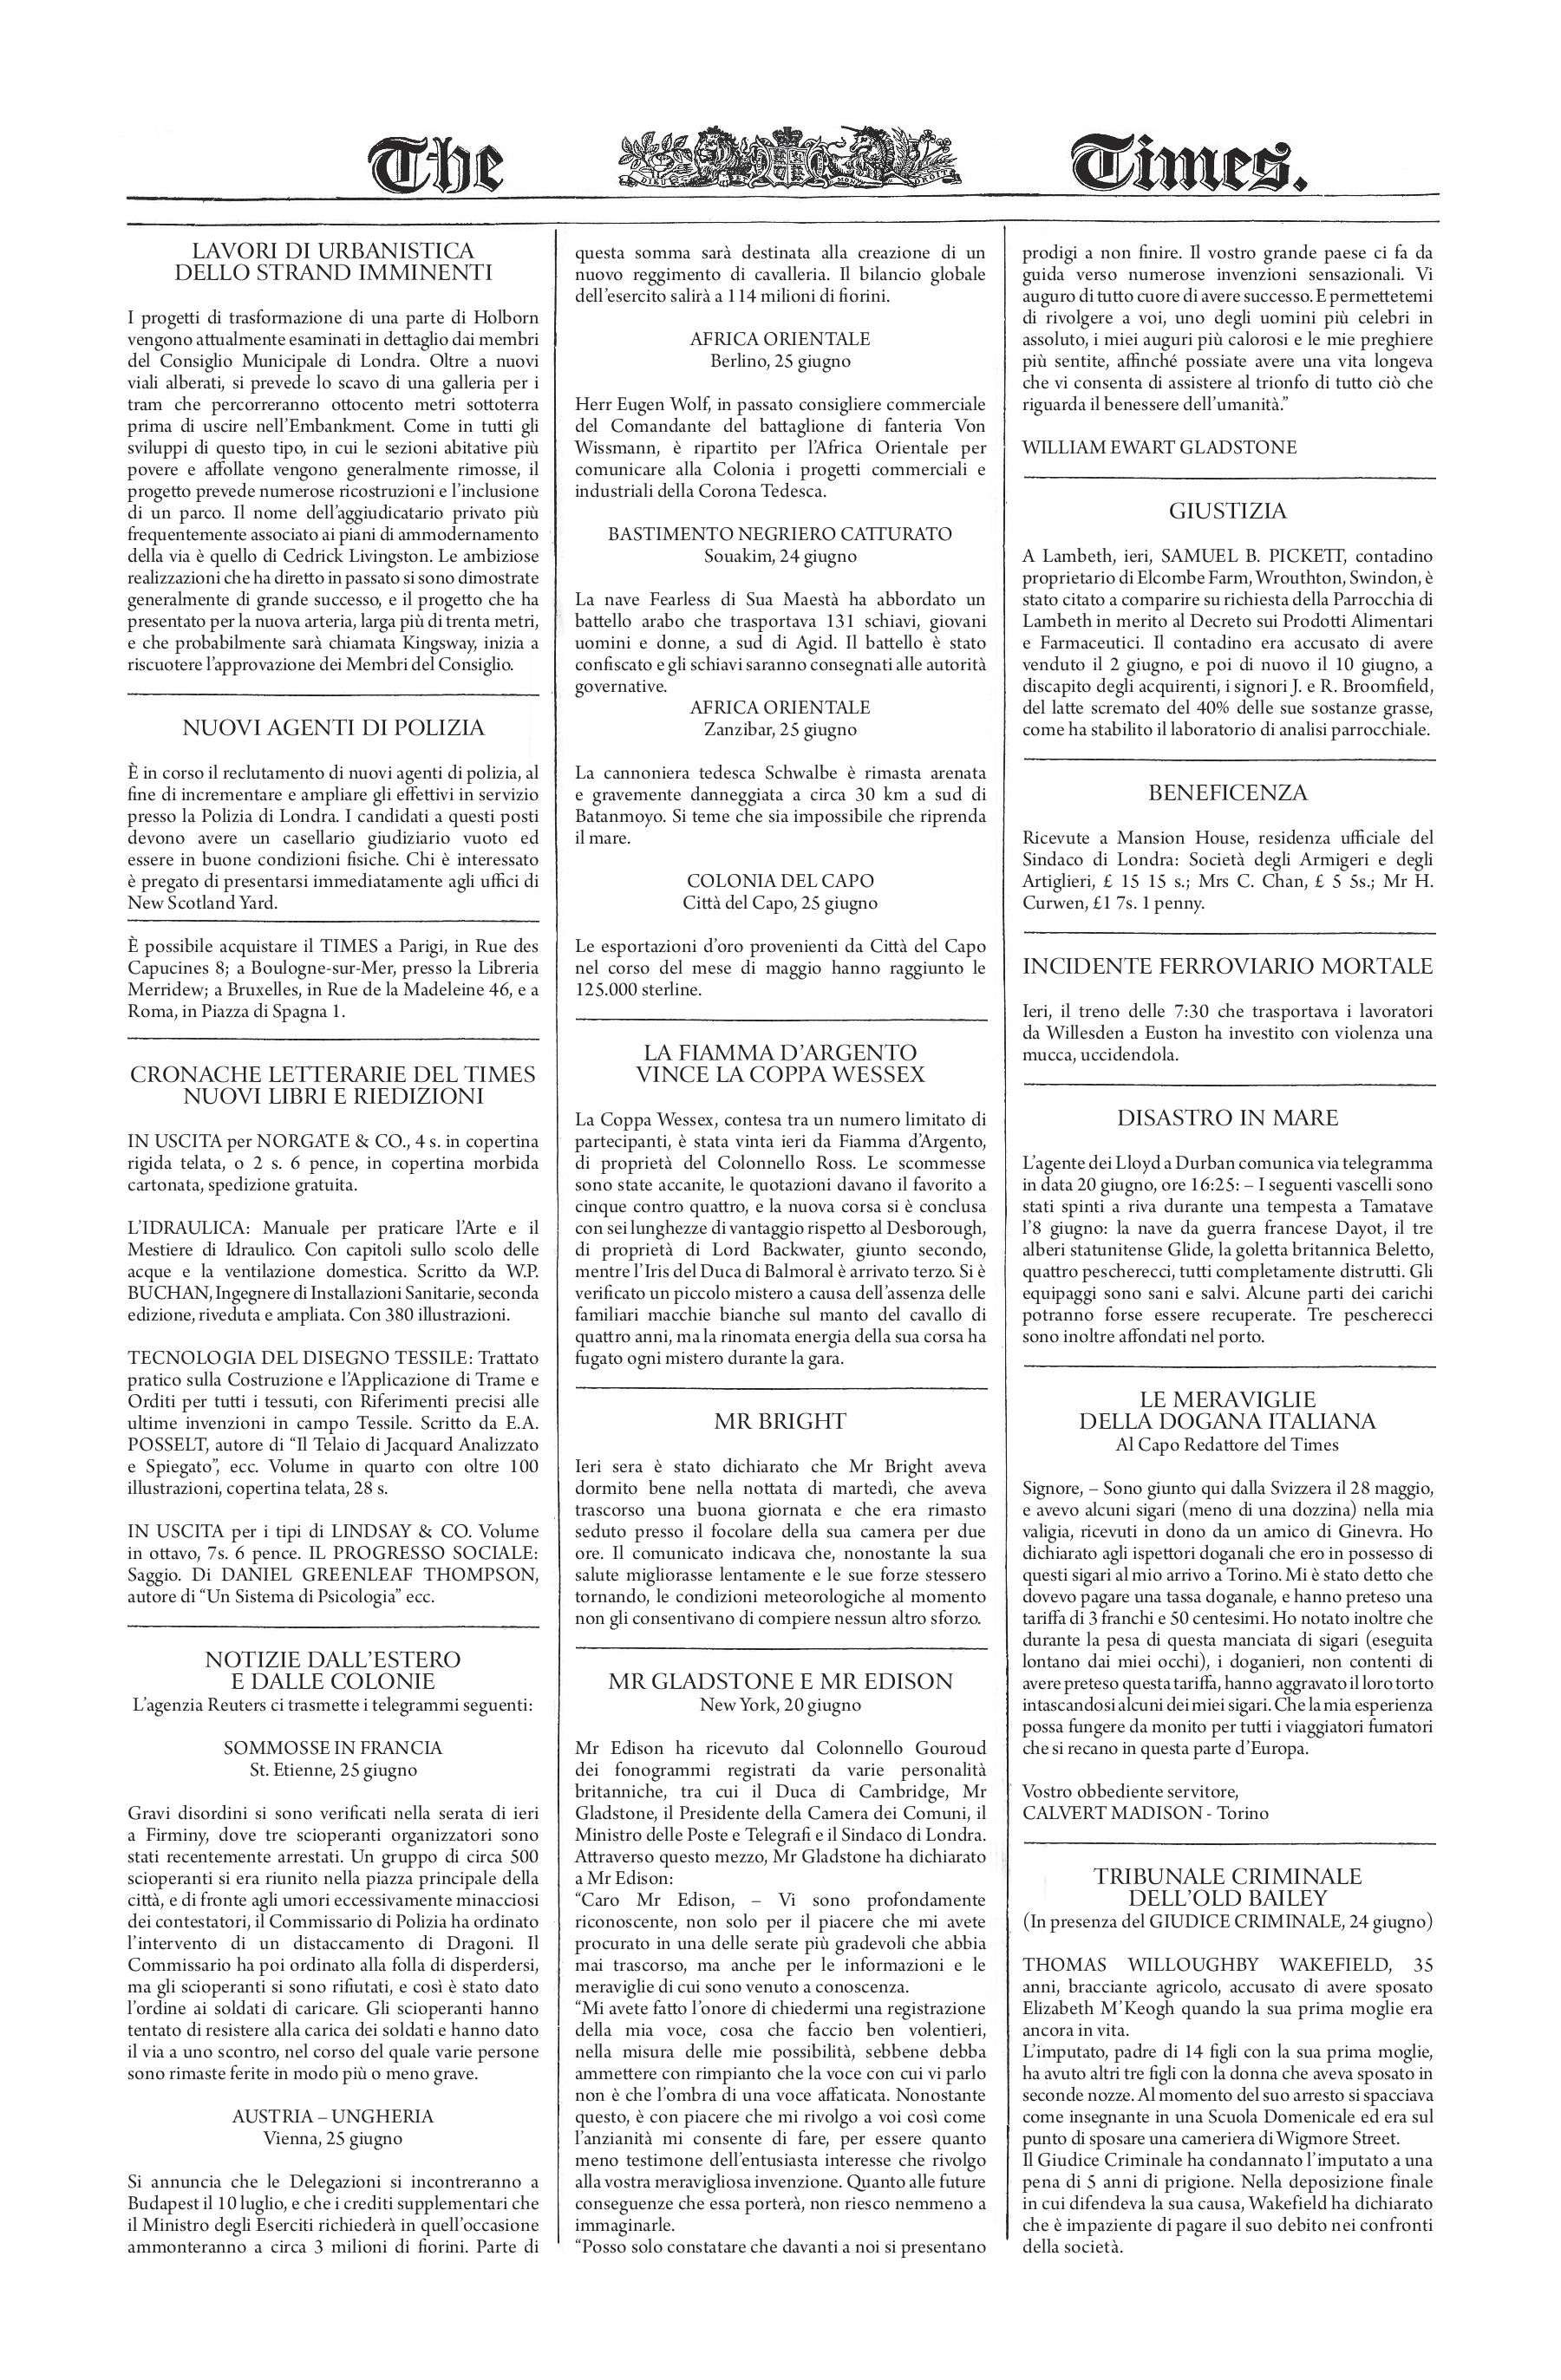 The Times.
DIEU ET MON DROIT
LAVORI DI URBANISTICA
DELLO STRAND IMMINENTI
I progetti di trasformazione di una parte di Holborn
vengono attualmente esaminati in dettaglio dai membri
del Consiglio Municipale di Londra. Oltre a nuovi
viali alberati, si prevede lo scavo di una galleria per i
tram che percorreranno ottocento metri sottoterra
prima di uscire nell’Embankment. Come in tutti gli
sviluppi di questo tipo, in cui le sezioni abitative più
povere e affollate vengono generalmente rimosse, il
progetto prevede numerose ricostruzioni e l’inclusione
di un parco. Il nome dell’aggiudicatario privato più
frequentemente associato ai piani di ammodernamento
della via è quello di Cedrick Livingston. Le ambiziose
realizzazioni che ha diretto in passato si sono dimostrate
generalmente di grande successo, e il progetto che ha
presentato per la nuova arteria, larga più di trenta metri,
e che probabilmente sarà chiamata Kingsway, inizia a
riscuotere l’approvazione dei Membri del Consiglio.
NUOVI AGENTI DI POLIZIA
È in corso il reclutamento di nuovi agenti di polizia, al
fine di incrementare e ampliare gli effettivi in servizio
presso la Polizia di Londra. I candidati a questi posti
devono avere un casellario giudiziario vuoto ed
essere in buone condizioni fisiche. Chi è interessato
è pregato di presentarsi immediatamente agli uffici di
New Scotland Yard.
È possibile acquistare il TIMES a Parigi, in Rue des
Capucines 8; a Boulogne-sur-Mer, presso la Libreria
Merridew; a Bruxelles, in Rue de la Madeleine 46, e a
Roma, in Piazza di Spagna 1.
CRONACHE LETTERARIE DEL TIMES
NUOVI LIBRI E RIEDIZIONI
IN USCITA per NORGATE & CO., 4 s. in copertina
rigida telata, o 2 s. 6 pence, in copertina morbida
cartonata, spedizione gratuita.
L’IDRAULICA: Manuale per praticare l’Arte e il
Mestiere di Idraulico. Con capitoli sullo scolo delle
acque e la ventilazione domestica. Scritto da W.P.
BUCHAN, Ingegnere di Installazioni Sanitarie, seconda
edizione, riveduta e ampliata. Con 380 illustrazioni.
TECNOLOGIA DEL DISEGNO TESSILE: Trattato
pratico sulla Costruzione e l’Applicazione di Trame e
Orditi per tutti i tessuti, con Riferimenti precisi alle
ultime invenzioni in campo Tessile. Scritto da E.A.
POSSELT, autore di “Il Telaio di Jacquard Analizzato
e Spiegato”, ecc. Volume in quarto con oltre 100
illustrazioni, copertina telata, 28 s.
IN USCITA per i tipi di LINDSAY & CO. Volume
in ottavo, 7s. 6 pence. IL PROGRESSO SOCIALE:
Saggio. Di DANIEL GREENLEAF THOMPSON,
autore di “Un Sistema di Psicologia” ecc.
NOTIZIE DALL’ESTERO
E DALLE COLONIE
L’agenzia Reuters ci trasmette i telegrammi seguenti:
SOMMOSSE IN FRANCIA
St. Etienne, 25 giugno
Gravi disordini si sono verificati nella serata di ieri
a Firminy, dove tre scioperanti organizzatori sono
stati recentemente arrestati. Un gruppo di circa 500
scioperanti si era riunito nella piazza principale della
città, e di fronte agli umori eccessivamente minacciosi
dei contestatori, il Commissario di Polizia ha ordinato
l’intervento di un distaccamento di Dragoni. Il
Commissario ha poi ordinato alla folla di disperdersi,
ma gli scioperanti si sono rifiutati, e così è stato dato
l’ordine ai soldati di caricare. Gli scioperanti hanno
tentato di resistere alla carica dei soldati e hanno dato
il via a uno scontro, nel corso del quale varie persone
sono rimaste ferite in modo più o meno grave.
AUSTRIA – UNGHERIA
Vienna, 25 giugno
Si annuncia che le Delegazioni si incontreranno a
Budapest il 10 luglio, e che i crediti supplementari che
il Ministro degli Eserciti richiederà in quell’occasione
ammonteranno a circa 3 milioni di fiorini. Parte di
questa somma sarà destinata alla creazione di un
nuovo reggimento di cavalleria. Il bilancio globale
dell’esercito salirà a 114 milioni di fiorini.
AFRICA ORIENTALE
Berlino, 25 giugno
Herr Eugen Wolf, in passato consigliere commerciale
del Comandante del battaglione di fanteria Von
Wissmann, è ripartito per l’Africa Orientale per
comunicare alla Colonia i progetti commerciali e
industriali della Corona Tedesca.
BASTIMENTO NEGRIERO CATTURATO
Souakim, 24 giugno
La nave Fearless di Sua Maestà ha abbordato un
battello arabo che trasportava 131 schiavi, giovani
uomini e donne, a sud di Agid. Il battello è stato
confiscato e gli schiavi saranno consegnati alle autorità
governative.
AFRICA ORIENTALE
Zanzibar, 25 giugno
La cannoniera tedesca Schwalbe è rimasta arenata
e gravemente danneggiata a circa 30 km a sud di
Batanmoyo. Si teme che sia impossibile che riprenda
il mare.
COLONIA DEL CAPO
Città del Capo, 25 giugno
Le esportazioni d’oro provenienti da Città del Capo
nel corso del mese di maggio hanno raggiunto le
125.000 sterline.
LA FIAMMA D’ARGENTO
VINCE LA COPPA WESSEX
La Coppa Wessex, contesa tra un numero limitato di
partecipanti, è stata vinta ieri da Fiamma d’Argento,
di proprietà del Colonnello Ross. Le scommesse
sono state accanite, le quotazioni davano il favorito a
cinque contro quattro, e la nuova corsa si è conclusa
con sei lunghezze di vantaggio rispetto al Desborough,
di proprietà di Lord Backwater, giunto secondo,
mentre l’Iris del Duca di Balmoral è arrivato terzo. Si è
verificato un piccolo mistero a causa dell’assenza delle
familiari macchie bianche sul manto del cavallo di
quattro anni, ma la rinomata energia della sua corsa ha
fugato ogni mistero durante la gara.
MR BRIGHT
Ieri sera è stato dichiarato che Mr Bright aveva
dormito bene nella nottata di martedì, che aveva
trascorso una buona giornata e che era rimasto
seduto presso il focolare della sua camera per due
ore. Il comunicato indicava che, nonostante la sua
salute migliorasse lentamente e le sue forze stessero
tornando, le condizioni meteorologiche al momento
non gli consentivano di compiere nessun altro sforzo.
MR GLADSTONE E MR EDISON
New York, 20 giugno
Mr Edison ha ricevuto dal Colonnello Gouroud
dei fonogrammi registrati da varie personalità
britanniche, tra cui il Duca di Cambridge, Mr
Gladstone, il Presidente della Camera dei Comuni, il
Ministro delle Poste e Telegrafi e il Sindaco di Londra.
Attraverso questo mezzo, Mr Gladstone ha dichiarato
a Mr Edison:
“Caro Mr Edison, – Vi sono profondamente
riconoscente, non solo per il piacere che mi avete
procurato in una delle serate più gradevoli che abbia
mai trascorso, ma anche per le informazioni e le
meraviglie di cui sono venuto a conoscenza.
“Mi avete fatto l’onore di chiedermi una registrazione
della mia voce, cosa che faccio ben volentieri,
nella misura delle mie possibilità, sebbene debba
ammettere con rimpianto che la voce con cui vi parlo
non è che l’ombra di una voce affaticata. Nonostante
questo, è con piacere che mi rivolgo a voi così come
l’anzianità mi consente di fare, per essere quanto
meno testimone dell’entusiasta interesse che rivolgo
alla vostra meravigliosa invenzione. Quanto alle future
conseguenze che essa porterà, non riesco nemmeno a
immaginarle.
“Posso solo constatare che davanti a noi si presentano
prodigi a non finire. Il vostro grande paese ci fa da
guida verso numerose invenzioni sensazionali. Vi
auguro di tutto cuore di avere successo. E permettetemi
di rivolgere a voi, uno degli uomini più celebri in
assoluto, i miei auguri più calorosi e le mie preghiere
più sentite, affinché possiate avere una vita longeva
che vi consenta di assistere al trionfo di tutto ciò che
riguarda il benessere dell’umanità.”
WILLIAM EWART GLADSTONE
GIUSTIZIA
A Lambeth, ieri, SAMUEL B. PICKETT, contadino
proprietario di Elcombe Farm, Wrouthton, Swindon, è
stato citato a comparire su richiesta della Parrocchia di
Lambeth in merito al Decreto sui Prodotti Alimentari
e Farmaceutici. Il contadino era accusato di avere
venduto il 2 giugno, e poi di nuovo il 10 giugno, a
discapito degli acquirenti, i signori J. e R. Broomfield,
del latte scremato del 40% delle sue sostanze grasse,
come ha stabilito il laboratorio di analisi parrocchiale.
BENEFICENZA
Ricevute a Mansion House, residenza ufficiale del
Sindaco di Londra: Società degli Armigeri e degli
Artiglieri, £ 15 15 s.; Mrs C. Chan, £ 5 5s.; Mr H.
Curwen, £1 7s. 1 penny.
INCIDENTE FERROVIARIO MORTALE
Ieri, il treno delle 7:30 che trasportava i lavoratori
da Willesden a Euston ha investito con violenza una
mucca, uccidendola.
DISASTRO IN MARE
L’agente dei Lloyd a Durban comunica via telegramma
in data 20 giugno, ore 16:25: – I seguenti vascelli sono
stati spinti a riva durante una tempesta a Tamatave
l’8 giugno: la nave da guerra francese Dayot, il tre
alberi statunitense Glide, la goletta britannica Beletto,
quattro pescherecci, tutti completamente distrutti. Gli
equipaggi sono sani e salvi. Alcune parti dei carichi
potranno forse essere recuperate. Tre pescherecci
sono inoltre affondati nel porto.
LE MERAVIGLIE
DELLA DOGANA ITALIANA
Al Capo Redattore del Times
Signore, – Sono giunto qui dalla Svizzera il 28 maggio,
e avevo alcuni sigari (meno di una dozzina) nella mia
valigia, ricevuti in dono da un amico di Ginevra. Ho
dichiarato agli ispettori doganali che ero in possesso di
questi sigari al mio arrivo a Torino. Mi è stato detto che
dovevo pagare una tassa doganale, e hanno preteso una
tariffa di 3 franchi e 50 centesimi. Ho notato inoltre che
durante la pesa di questa manciata di sigari (eseguita
lontano dai miei occhi), i doganieri, non contenti di
avere preteso questa tariffa, hanno aggravato il loro torto
intascandosi alcuni dei miei sigari. Che la mia esperienza
possa fungere da monito per tutti i viaggiatori fumatori
che si recano in questa parte d’Europa.
Vostro obbediente servitore,
CALVERT MADISON - Torino
TRIBUNALE CRIMINALE
DELL’OLD BAILEY
(In presenza del GIUDICE CRIMINALE, 24 giugno)
THOMAS WILLOUGHBY WAKEFIELD, 35
anni, bracciante agricolo, accusato di avere sposato
Elizabeth M’Keogh quando la sua prima moglie era
ancora in vita.
L’imputato, padre di 14 figli con la sua prima moglie,
ha avuto altri tre figli con la donna che aveva sposato in
seconde nozze. Al momento del suo arresto si spacciava
come insegnante in una Scuola Domenicale ed era sul
punto di sposare una cameriera di Wigmore Street.
Il Giudice Criminale ha condannato l’imputato a una
pena di 5 anni di prigione. Nella deposizione finale
in cui difendeva la sua causa, Wakefield ha dichiarato
che è impaziente di pagare il suo debito nei confronti
della società.